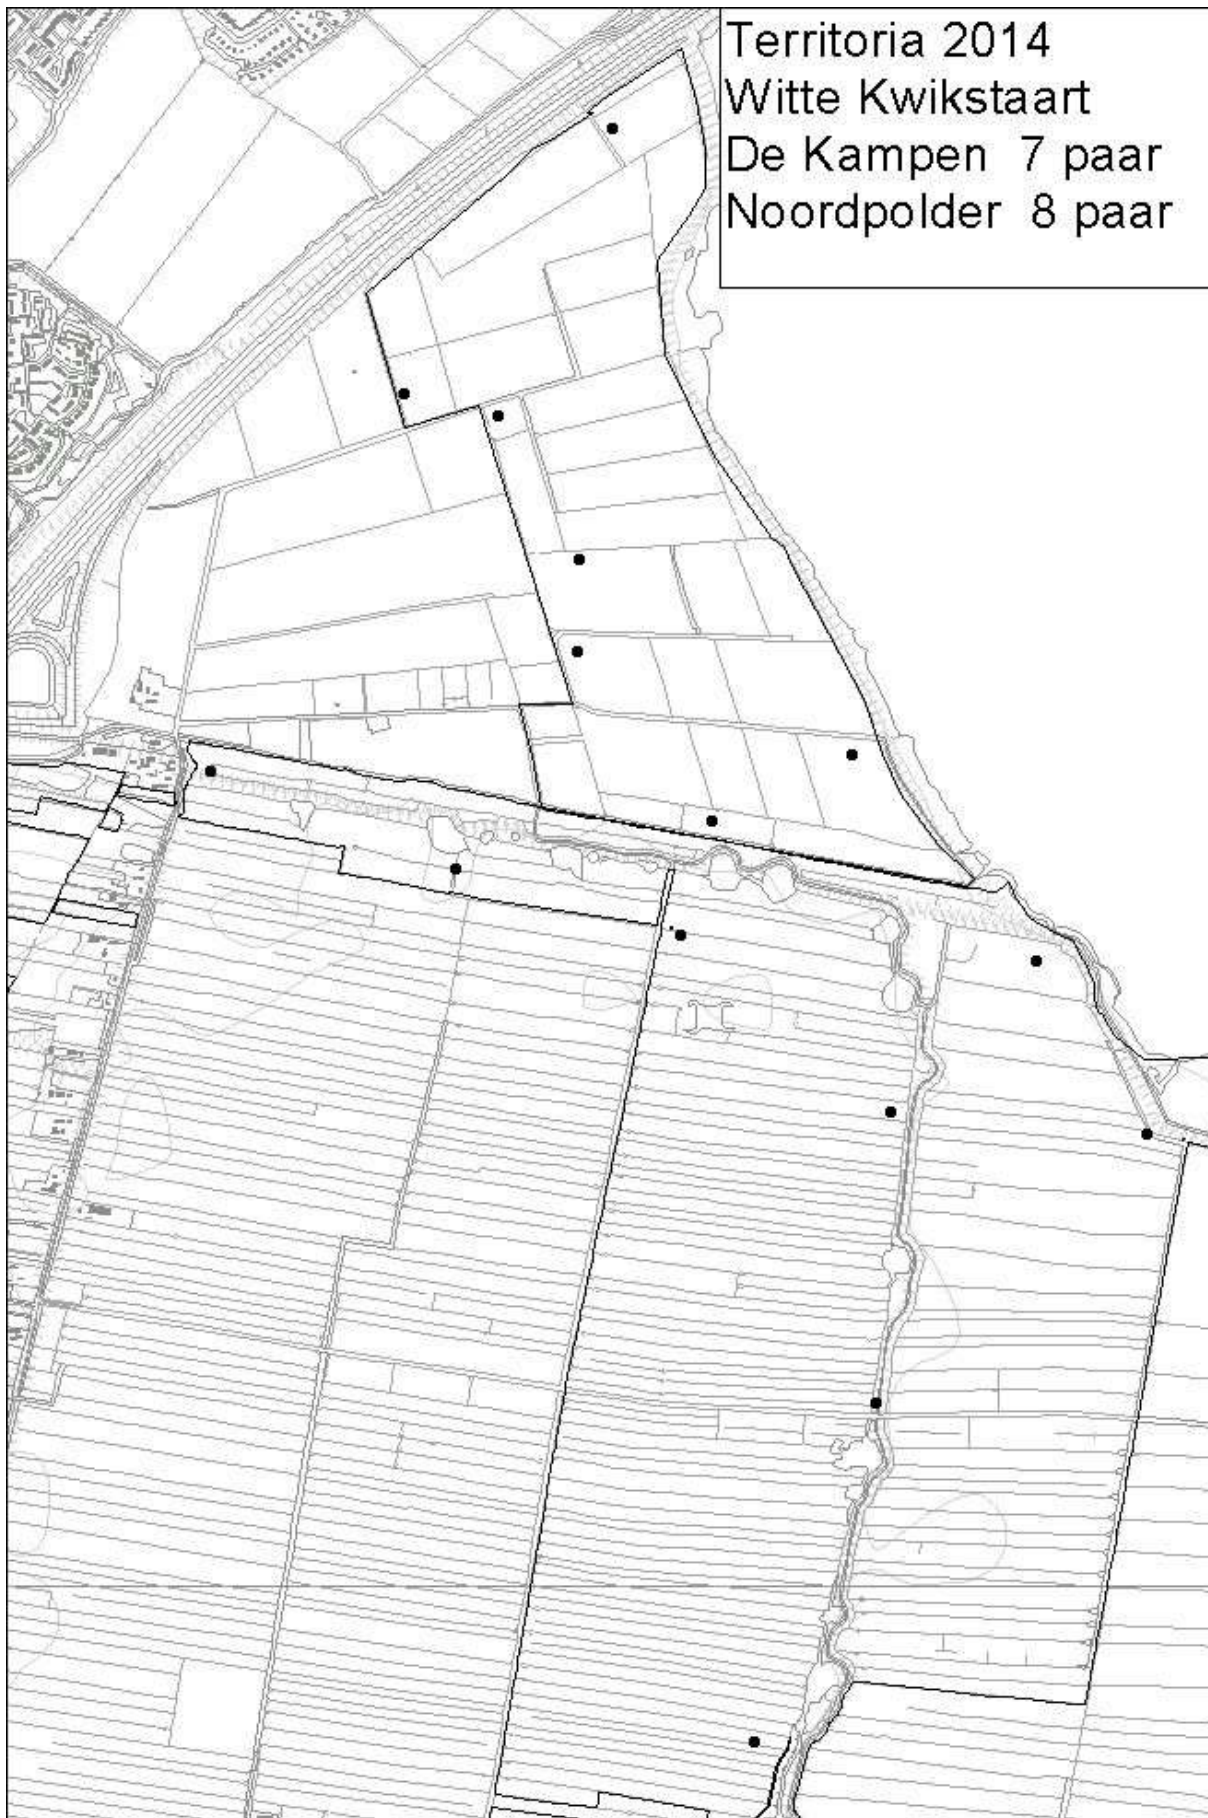 Territoria 2014
Witte Kwikstaart
De Kampen 7 paar
Noordpolder 8 paar